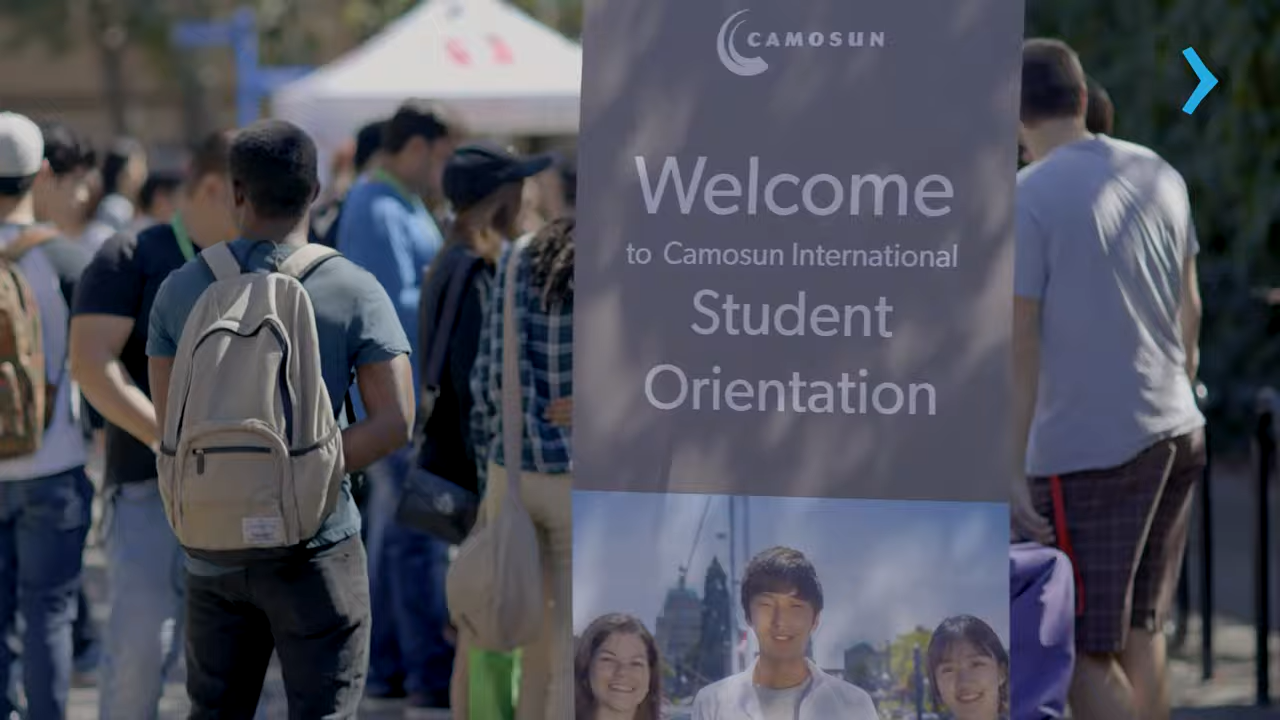 CAMOSUN
Welcome
to Camosun International
Student
Orientation